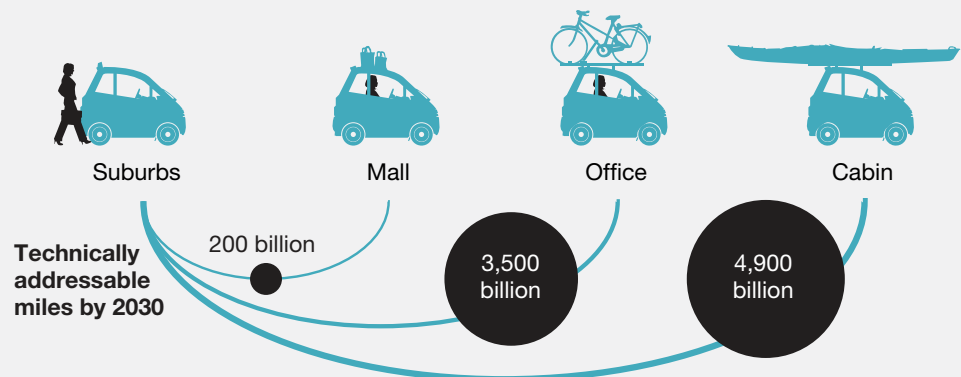 Suburbs
Mall
Office
Cabin
Technically
addressable
miles by 2030
200 billion
3,500
billion
4,900
billion